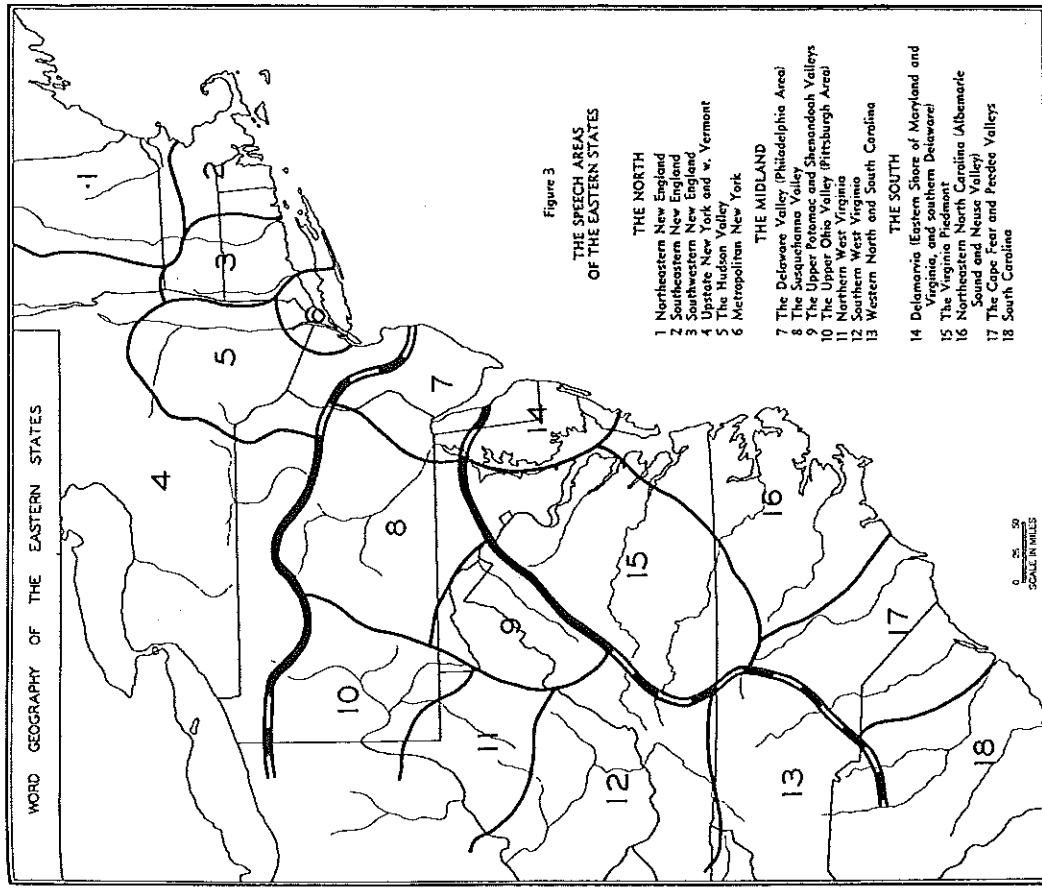 WORD GEOGRAPHY OF THE EASTERN STATES
Figure 3
THE SPEECH AREAS
OF THE EASTERN STATES
THE NORTH
1 Northeastern New England
2 Southeastern New England
3 Southwestern New England
4 Upstate New York and w. Vermont
5 The Hudson Valley
6 Metropolitan New York
THE MIDLAND
7 The Delaware Valley (Philadelphia Area)
8 The Susquehanna Valley
9 The Upper Potomac and Shenandoah Valleys
10 The Upper Ohio Valley (Pittsburgh Area)
11 Northern West Virginia
12 Southern West Virginia
13 Western North and South Carolina
THE SOUTH
14 Delamarvia (Eastern Shore of Maryland and
Virginia, and southern Delaware)
15 The Virginia Piedmont
16 Northeastern North Carolina (Albemarle
Sound and Neuse Valley)
17 The Cape Fear and Peedee Valleys
18 South Carolina
1
2
3
4
5
6
7
8
9
10
11
12
13
14
15
16
17
18
0 25 50
SCALE IN MILES